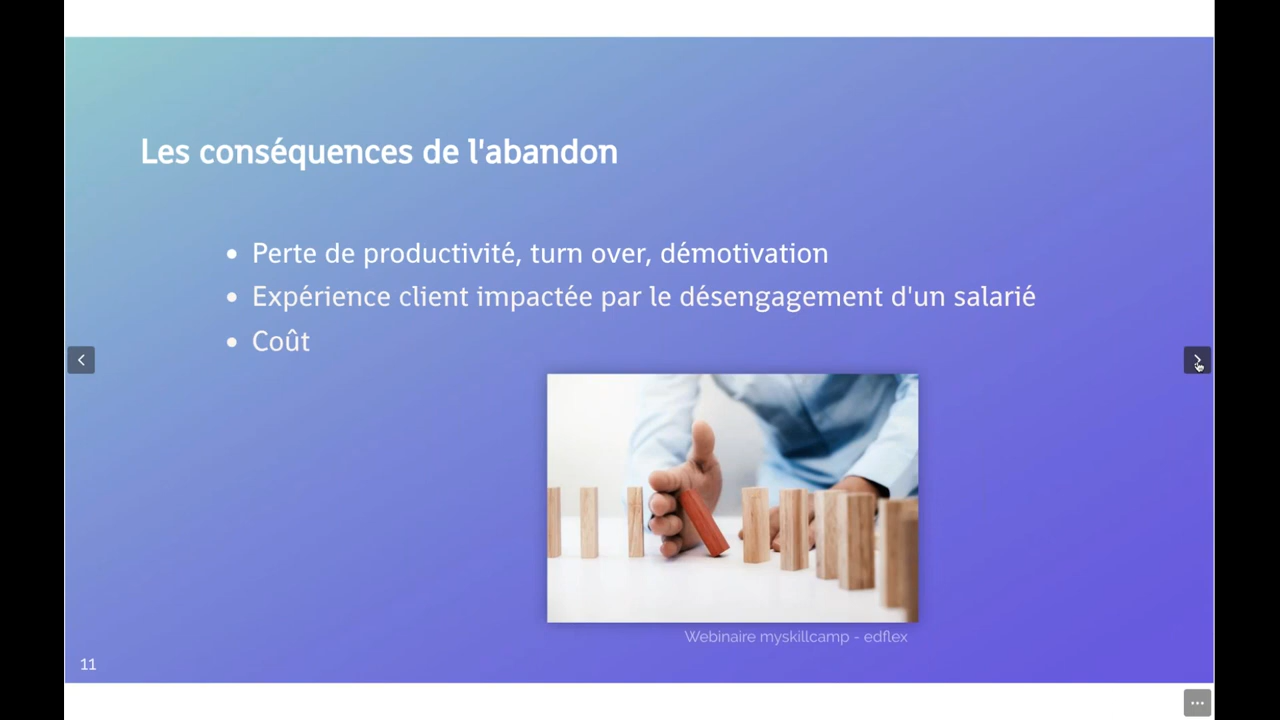 Les conséquences de l'abandon
Perte de productivité, turn over, démotivation
Expérience client impactée par le désengagement d'un salarié
Coût
Webinaire myskillcamp - edflex
11